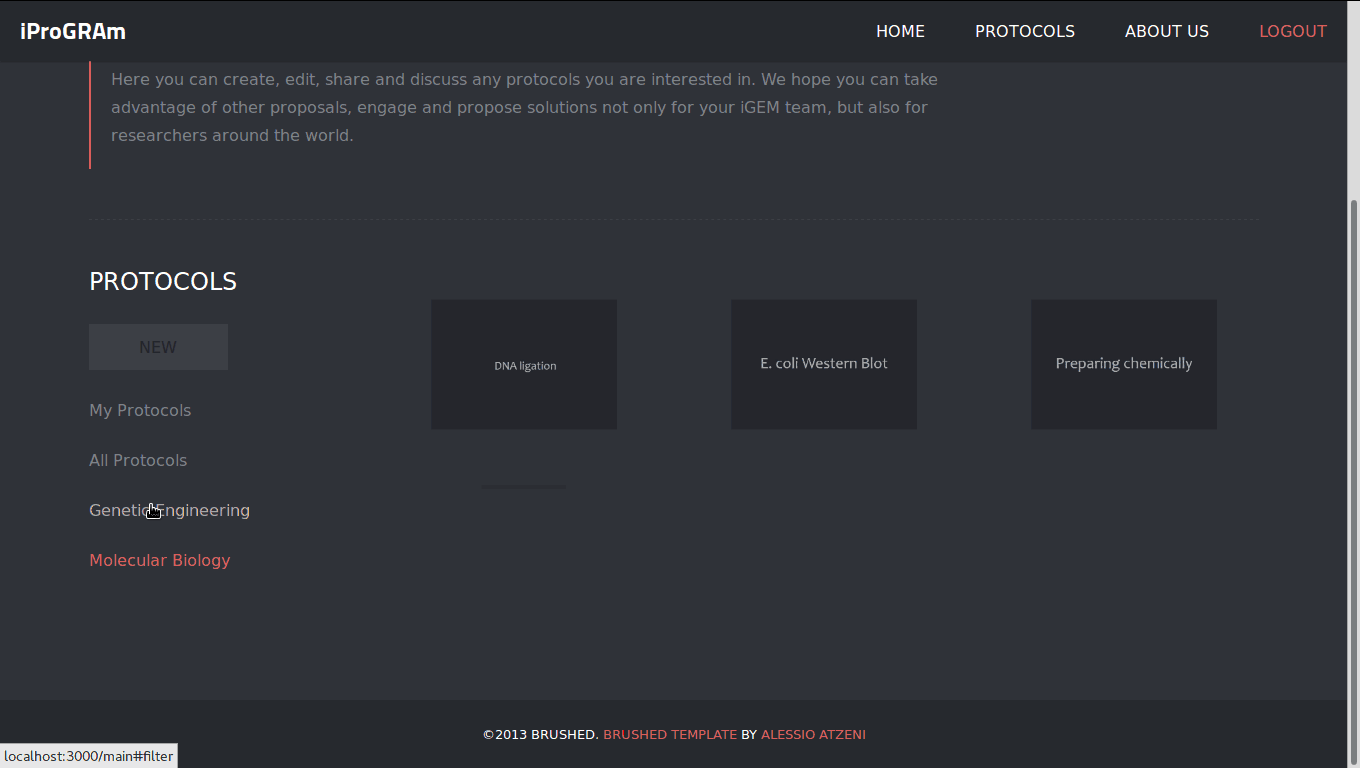 iProGRAm
HOME
PROTOCOLS
ABOUT US
LOGOUT
Here you can create, edit, share and discuss any protocols you are interested in. We hope you can take
advantage of other proposals, engage and propose solutions not only for your iGEM team, but also for
researchers around the world.
PROTOCOLS
NEW
My Protocols
All Protocols
Genetic Engineering
Molecular Biology
DNA ligation
E. coli Western Blot
Preparing chemically
©2013 BRUSHED. BRUSHED TEMPLATE BY ALESSIO ATZENI
localhost:3000/main#filter